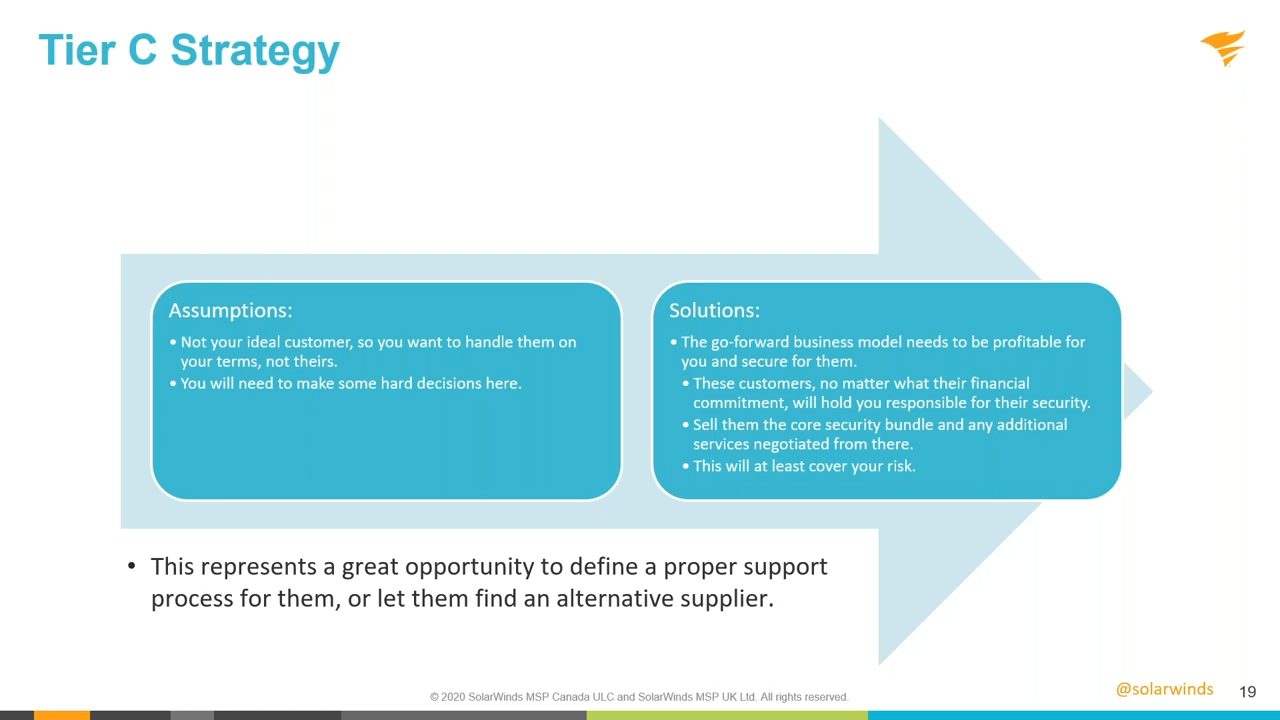 Tier C Strategy
Assumptions:
• Not your ideal customer, so you want to handle them on
your terms, not theirs.
• You will need to make some hard decisions here.
Solutions:
• The go-forward business model needs to be profitable for
you and secure for them.
• These customers, no matter what their financial
commitment, will hold you responsible for their security.
• Sell them the core security bundle and any additional
services negotiated from there.
• This will at least cover your risk.
• This represents a great opportunity to define a proper support
process for them, or let them find an alternative supplier.
© 2020 SolarWinds MSP Canada ULC and SolarWinds MSP UK Ltd. All rights reserved.
@solarwinds
19